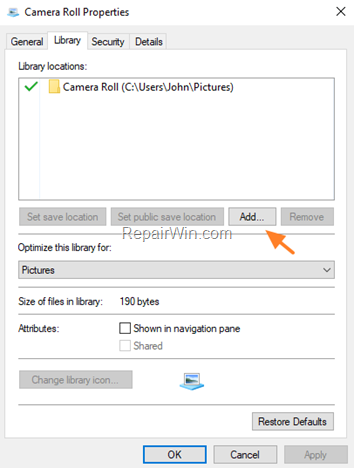 Camera Roll Properties
General Library Security Details
Library locations:
Camera Roll (C:\Users\John\Pictures)
Set save location Set public save location Add... Remove
RepairWin.com
Optimize this library for:
Pictures
Size of files in library: 190 bytes
Attributes: Shown in navigation pane
Shared
Change library icon...
Restore Defaults
OK Cancel Apply